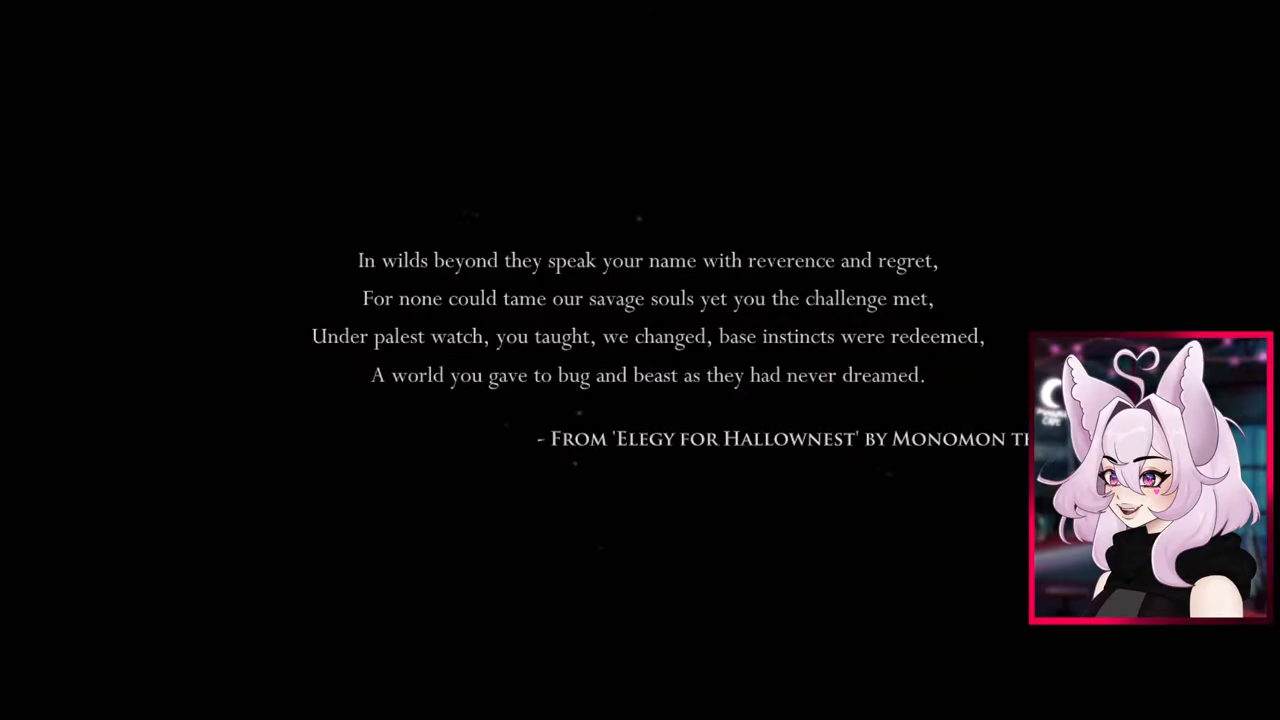 In wilds beyond they speak your name with reverence and regret,
For none could tame our savage souls yet you the challenge met,
Under palest watch, you taught, we changed, base instincts were redeemed,
A world you gave to bug and beast as they had never dreamed.
- From 'Elegy for Hallownest' by Monomon